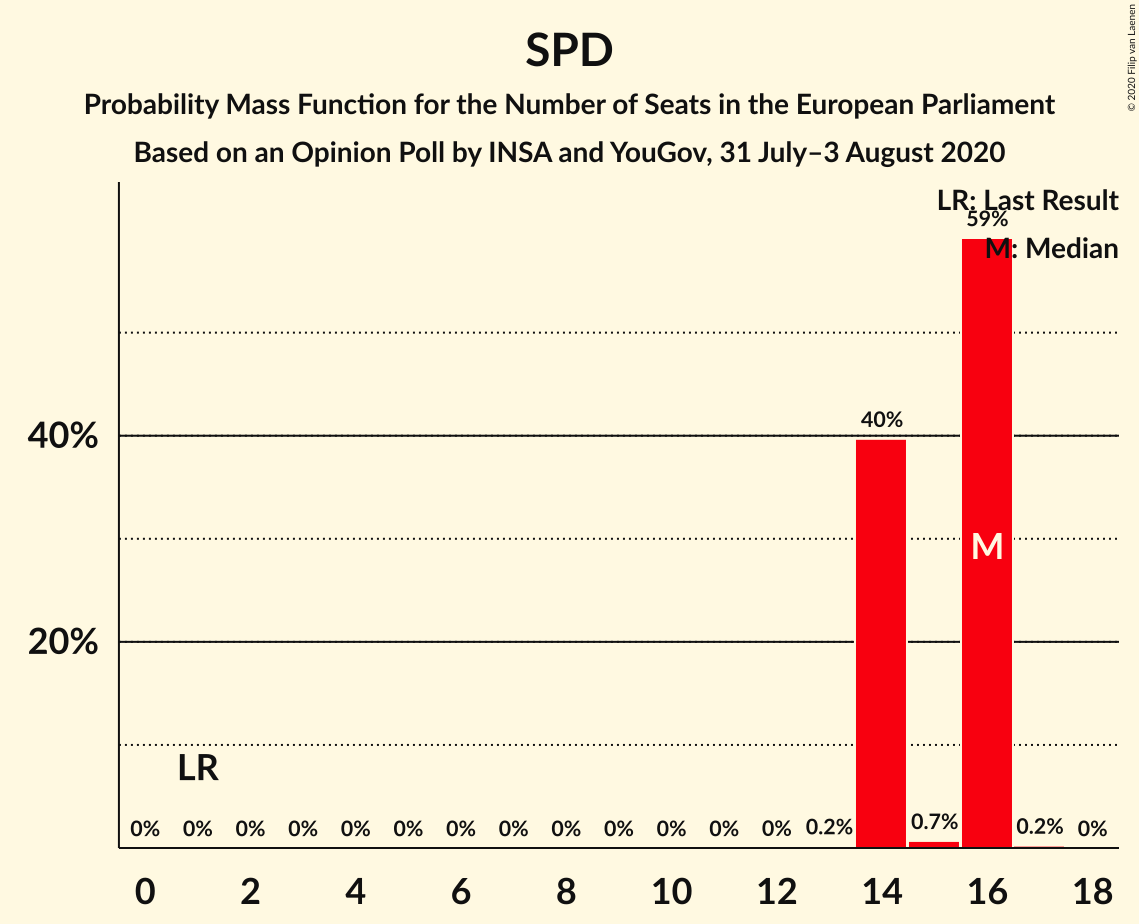 SPD
Probability Mass Function for the Number of Seats in the European Parliament
Based on an Opinion Poll by INSA and YouGov, 31 July–3 August 2020
© 2020 Filip van Laenen
LR: Last Result
M: Median
59%
40%
40%
M
20%
LR
0% 0% 0% 0% 0% 0% 0% 0% 0% 0% 0% 0% 0% 0.2% 0.7% 0.2% 0%
0 2 4 6 8 10 12 14 16 18